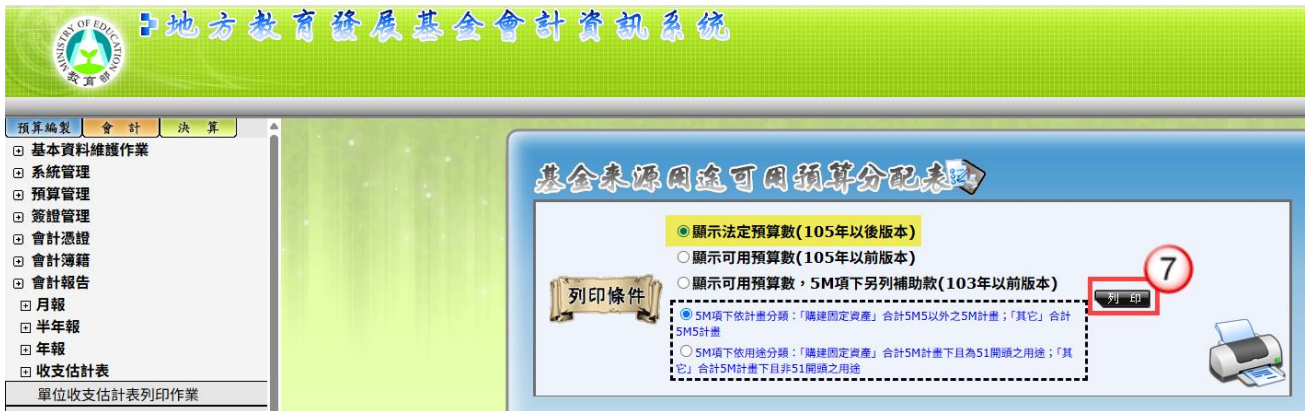 MINISTRY OF EDUCATION
教育部
地方教育發展基金會計資訊系統
預算編製 會 計 決 算
基本資料維護作業
系統管理
預算管理
簽證管理
會計憑證
會計簿籍
會計報告
月報
半年報
年報
收支估計表
單位收支估計表列印作業
基金來源用途可用預算分配表
列印條件
顯示法定預算數(105年以後版本)
顯示可用預算數(105年以前版本)
顯示可用預算數，5M項下另列補助款(103年以前版本)
5M項下依計畫分類：「購建固定資產」合計5M5以外之5M計畫；「其它」合計
5M5計畫
5M項下依用途分類：「購建固定資產」合計5M計畫下且為51開頭之用途；「其
它」合計5M計畫下且非51開頭之用途
列 印
7